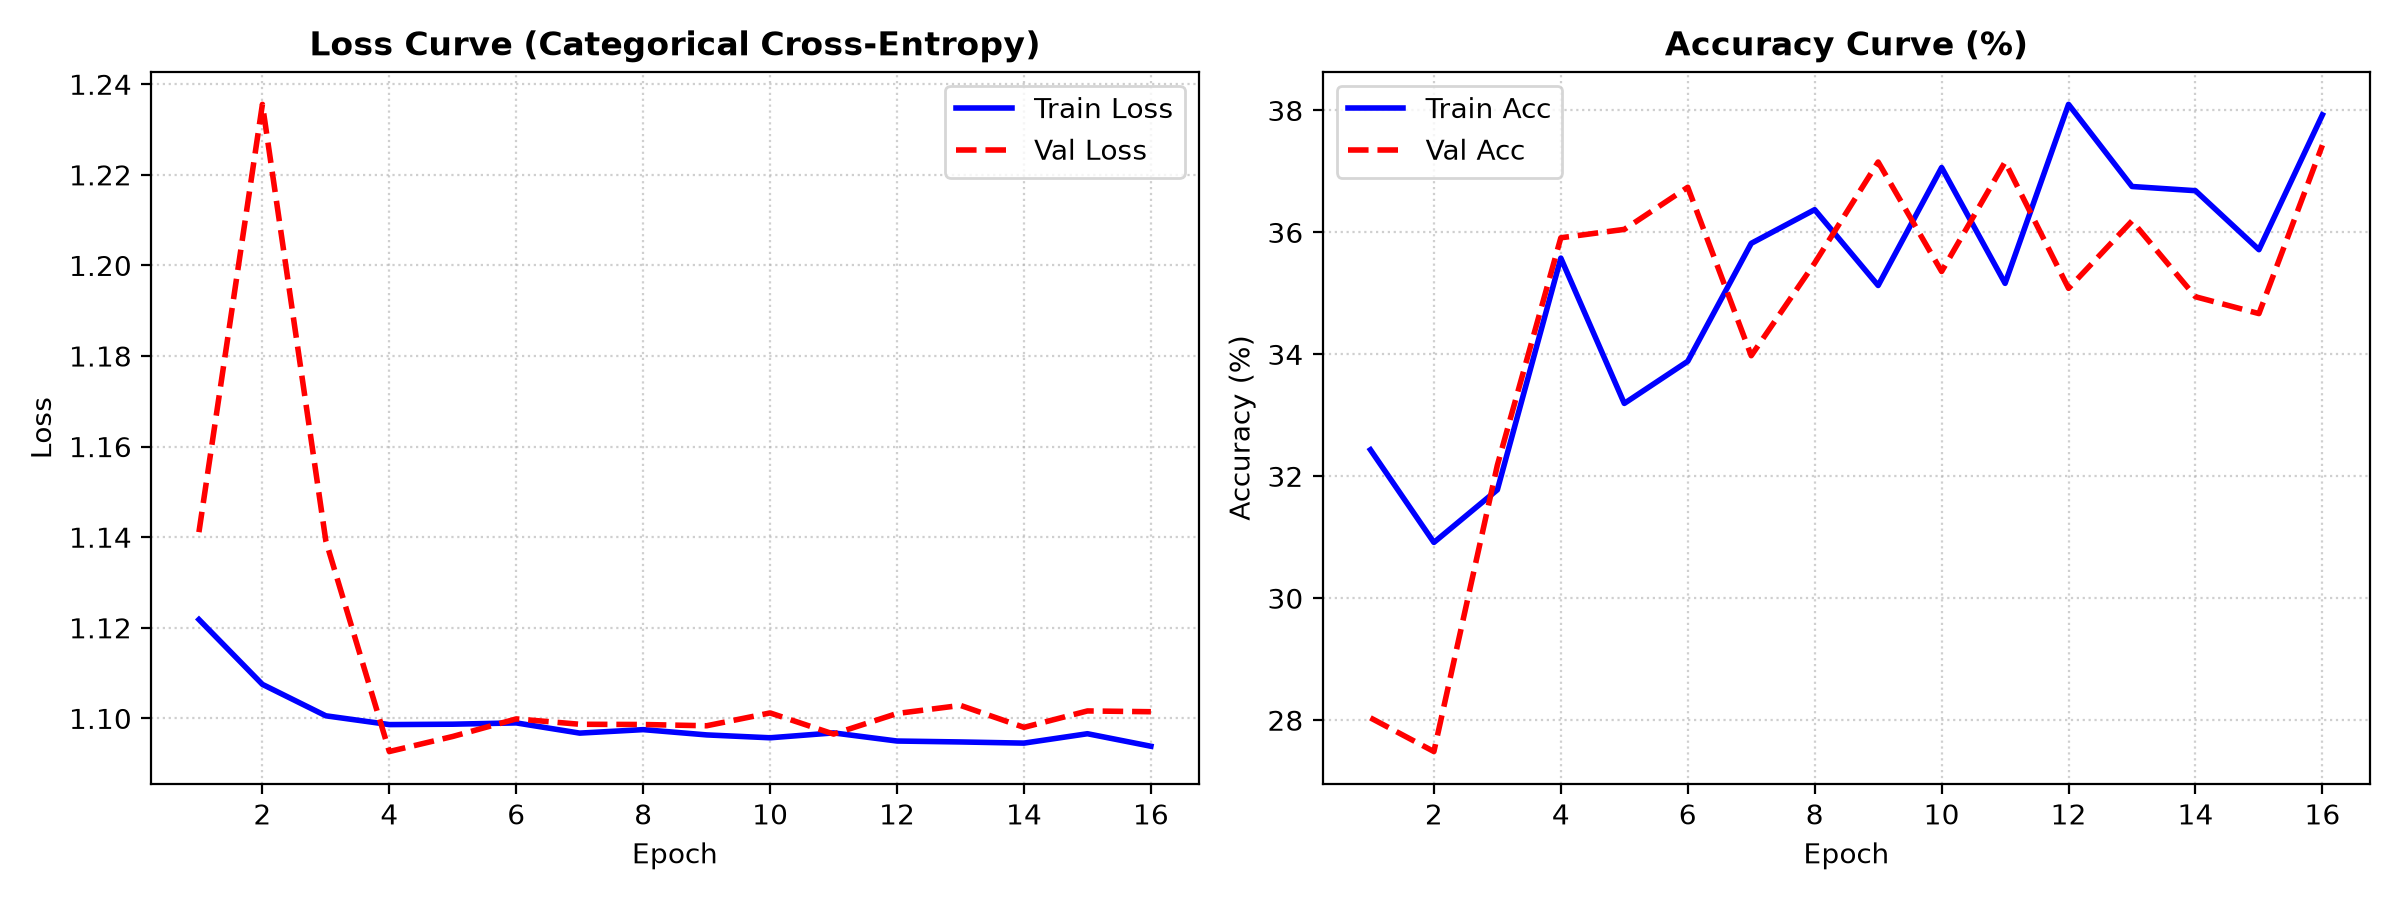 Loss Curve (Categorical Cross-Entropy)
1.24
1.22
1.20
1.18
1.16
1.14
1.12
1.10
Loss
Train Loss
Val Loss
2 4 6 8 10 12 14 16
Epoch
Accuracy Curve (%)
38
36
34
32
30
28
Accuracy (%)
Train Acc
Val Acc
2 4 6 8 10 12 14 16
Epoch